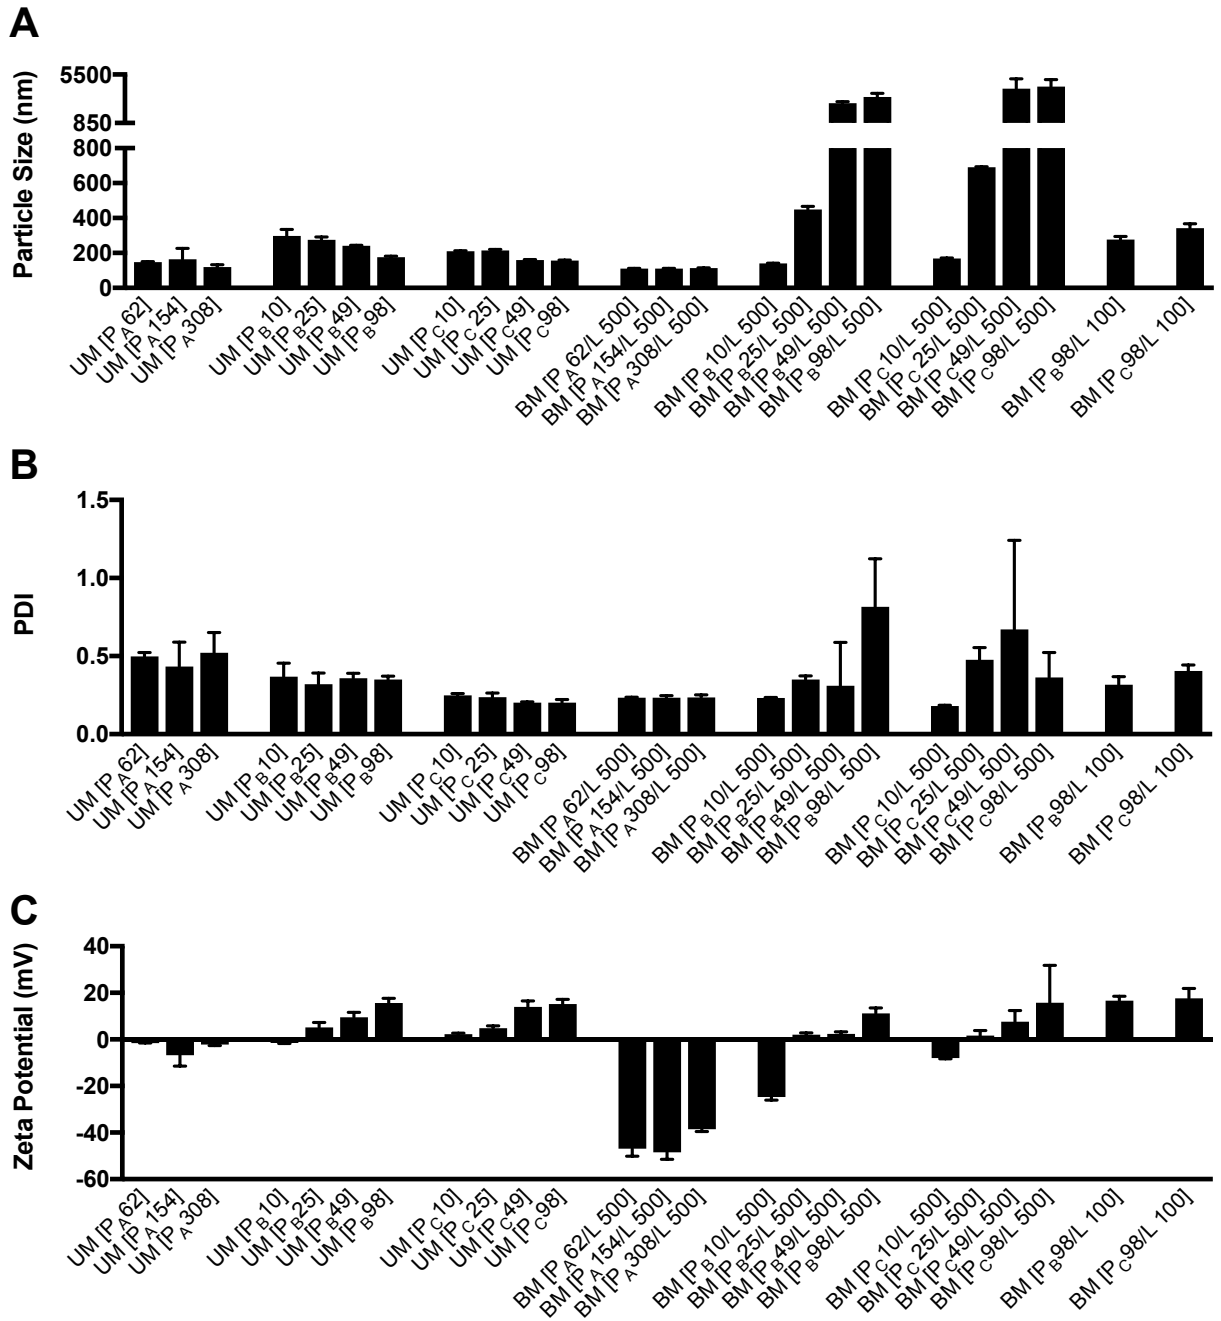 A
Particle Size (nm)
5500
850
800
600
400
200
0
UM [PA62]
UM [PA154]
UM [PA308]
UM [PB10]
UM [PB25]
UM [PB49]
UM [PB98]
UM [PC10]
UM [PC25]
UM [PC49]
UM [PC98]
BM [PA62/L 500]
BM [PA154/L 500]
BM [PA308/L 500]
BM [PB10/L 500]
BM [PB25/L 500]
BM [PB49/L 500]
BM [PB98/L 500]
BM [PC10/L 500]
BM [PC25/L 500]
BM [PC49/L 500]
BM [PC98/L 500]
BM [PB98/L 100]
BM [PC98/L 100]
B
PDI
1.5
1.0
0.5
0.0
UM [PA62]
UM [PA154]
UM [PA308]
UM [PB10]
UM [PB25]
UM [PB49]
UM [PB98]
UM [PC10]
UM [PC25]
UM [PC49]
UM [PC98]
BM [PA62/L 500]
BM [PA154/L 500]
BM [PA308/L 500]
BM [PB10/L 500]
BM [PB25/L 500]
BM [PB49/L 500]
BM [PB98/L 500]
BM [PC10/L 500]
BM [PC25/L 500]
BM [PC49/L 500]
BM [PC98/L 500]
BM [PB98/L 100]
BM [PC98/L 100]
C
Zeta Potential (mV)
40
20
0
-20
-40
-60
UM [PA62]
UM [PA154]
UM [PA308]
UM [PB10]
UM [PB25]
UM [PB49]
UM [PB98]
UM [PC10]
UM [PC25]
UM [PC49]
UM [PC98]
BM [PA62/L 500]
BM [PA154/L 500]
BM [PA308/L 500]
BM [PB10/L 500]
BM [PB25/L 500]
BM [PB49/L 500]
BM [PB98/L 500]
BM [PC10/L 500]
BM [PC25/L 500]
BM [PC49/L 500]
BM [PC98/L 500]
BM [PB98/L 100]
BM [PC98/L 100]